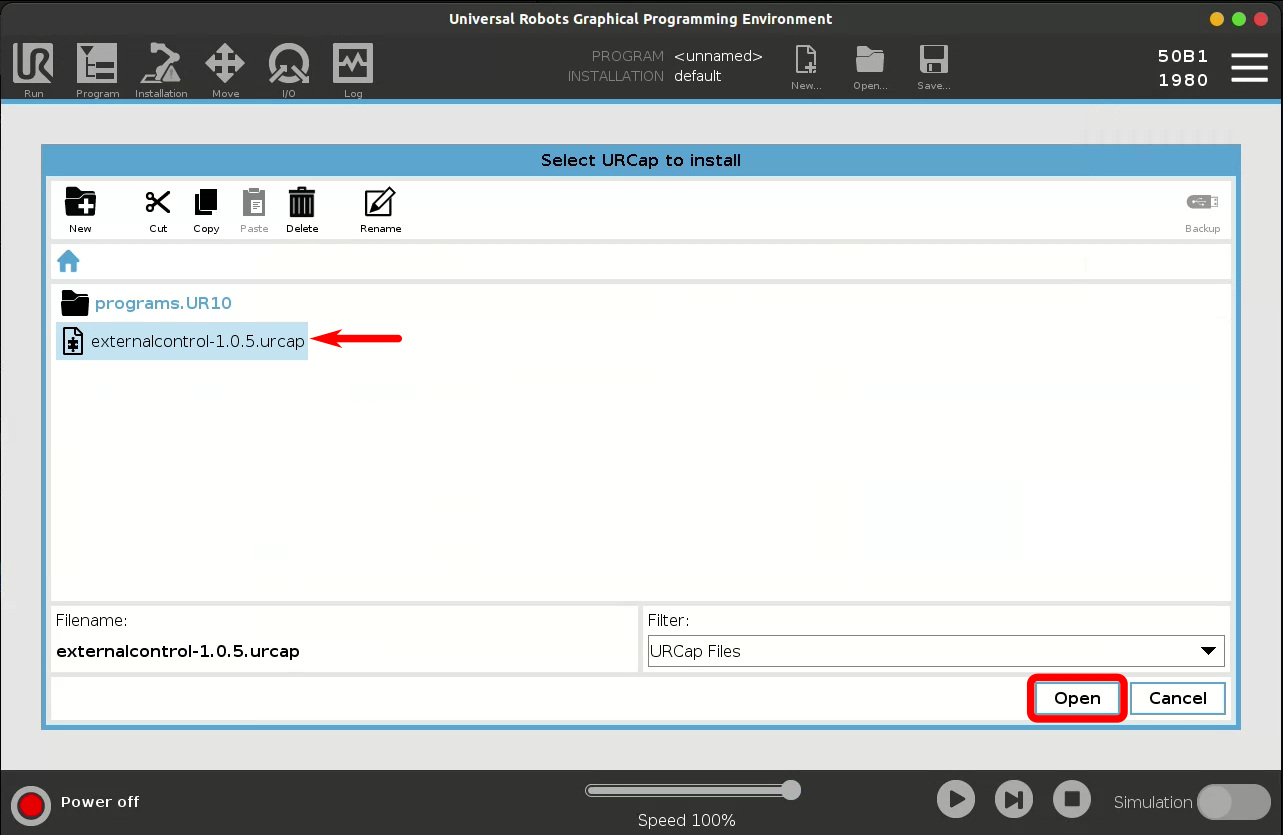 Universal Robots Graphical Programming Environment
UR
Run
Program
Installation
Move
I/O
Log
PROGRAM <unnamed>
INSTALLATION default
New...
Open...
Save...
50B1
1980
Select URCap to install
New
Cut
Copy
Paste
Delete
Rename
Backup
programs.UR10
externalcontrol-1.0.5.urcap
Filename:
externalcontrol-1.0.5.urcap
Filter:
URCap Files
Open
Cancel
Power off
Speed 100%
Simulation